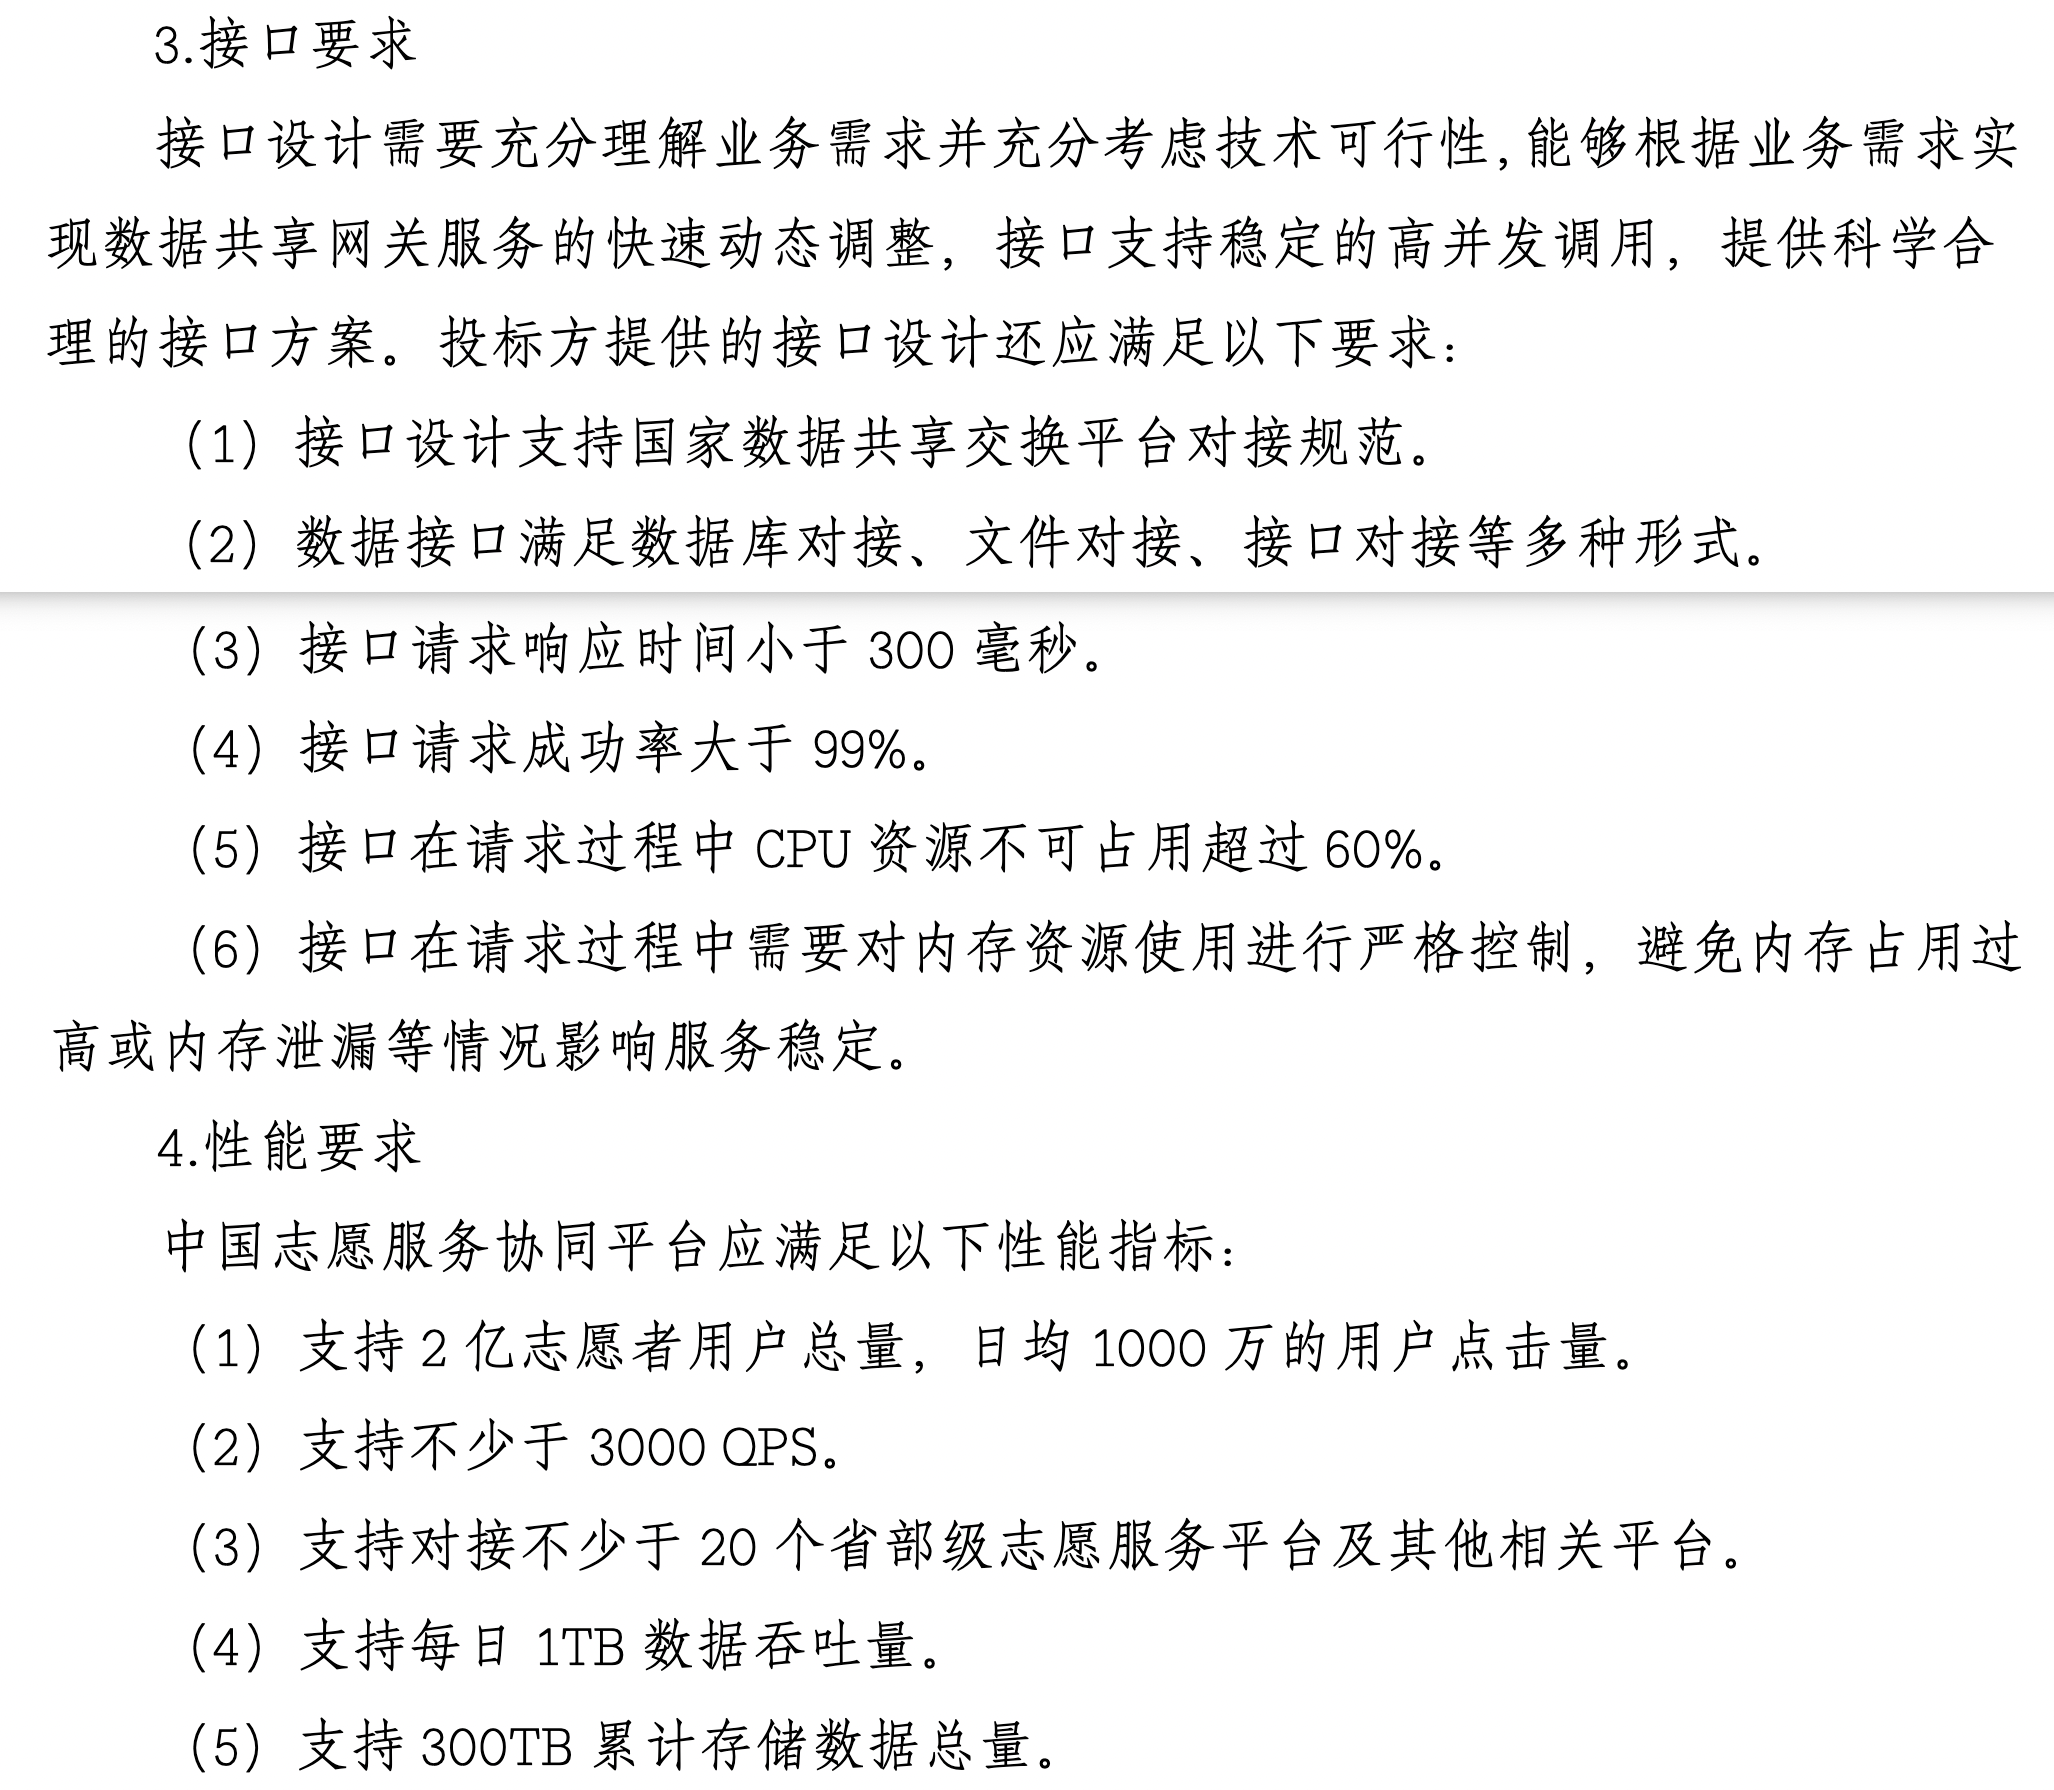 3.接口要求
接口设计需要充分理解业务需求并充分考虑技术可行性,能够根据业务需求实
现数据共享网关服务的快速动态调整，接口支持稳定的高并发调用，提供科学合
理的接口方案。投标方提供的接口设计还应满足以下要求：
（1）接口设计支持国家数据共享交换平台对接规范。
（2）数据接口满足数据库对接、文件对接、接口对接等多种形式。
（3）接口请求响应时间小于 300 毫秒。
（4）接口请求成功率大于 99%。
（5）接口在请求过程中 CPU 资源不可占用超过 60%。
（6）接口在请求过程中需要对内存资源使用进行严格控制，避免内存占用过
高或内存泄漏等情况影响服务稳定。
4.性能要求
中国志愿服务协同平台应满足以下性能指标：
（1）支持 2 亿志愿者用户总量，日均 1000 万的用户点击量。
（2）支持不少于 3000 QPS。
（3）支持对接不少于 20 个省部级志愿服务平台及其他相关平台。
（4）支持每日 1TB 数据吞吐量。
（5）支持 300TB 累计存储数据总量。